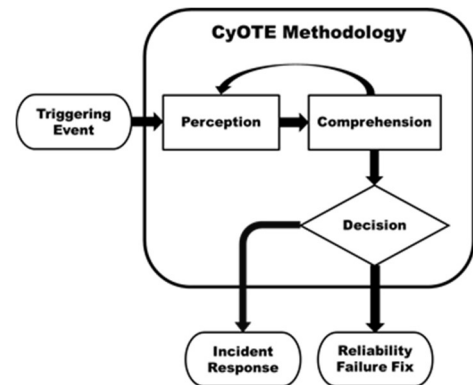 CyOTE Methodology
Triggering
Event
Perception
Comprehension
Decision
Incident
Response
Reliability
Failure Fix